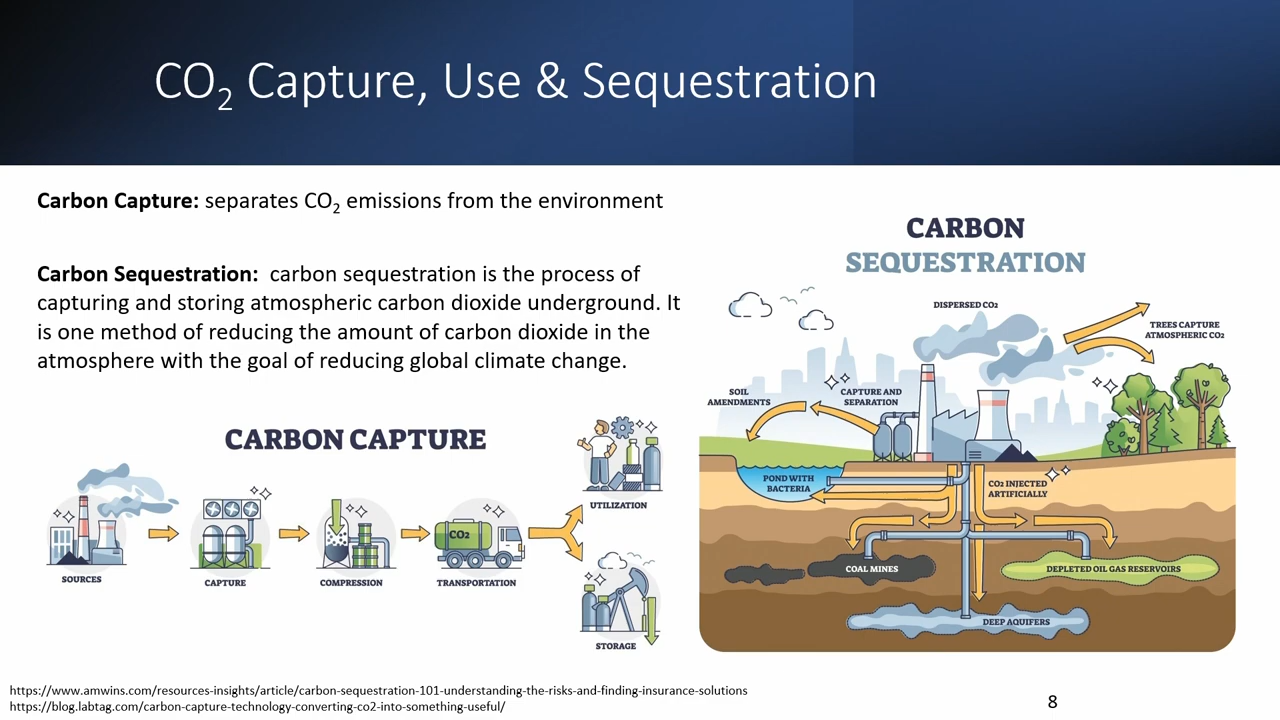 CO₂ Capture, Use & Sequestration
Carbon Capture: separates CO₂ emissions from the environment
Carbon Sequestration: carbon sequestration is the process of
capturing and storing atmospheric carbon dioxide underground. It
is one method of reducing the amount of carbon dioxide in the
atmosphere with the goal of reducing global climate change.
CARBON CAPTURE
SOURCES
CAPTURE
COMPRESSION
CO2
TRANSPORTATION
UTILIZATION
STORAGE
CARBON
SEQUESTRATION
DISPERSED CO2
TREES CAPTURE
ATMOSPHERIC CO2
SOIL
AMENDMENTS
CAPTURE AND
SEPARATION
POND WITH
BACTERIA
CO2 INJECTED
ARTIFICIALLY
COAL MINES
DEPLETED OIL GAS RESERVOIRS
DEEP AQUIFERS
https://www.amwins.com/resources-insights/article/carbon-sequestration-101-understanding-the-risks-and-finding-insurance-solutions
https://blog.labtag.com/carbon-capture-technology-converting-co2-into-something-useful/
8